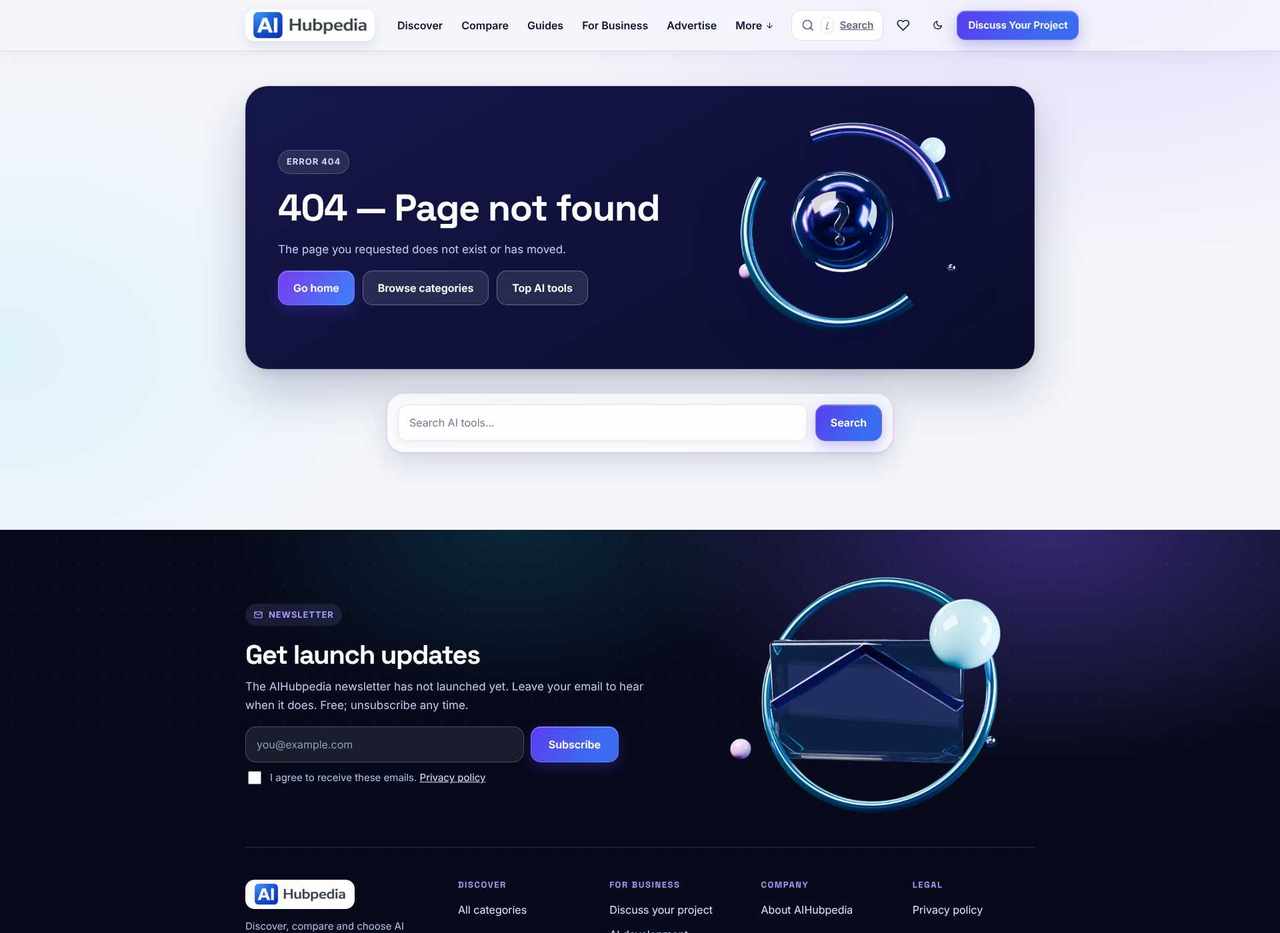 AI Hubpedia
Discover Compare Guides For Business Advertise More ↓ / Search Discuss Your Project
ERROR 404
404 — Page not found
The page you requested does not exist or has moved.
Go home Browse categories Top AI tools
?
Search AI tools... Search
NEWSLETTER
Get launch updates
The AIHubpedia newsletter has not launched yet. Leave your email to hear
when it does. Free; unsubscribe any time.
you@example.com Subscribe
I agree to receive these emails. Privacy policy
AI Hubpedia
Discover, compare and choose AI
DISCOVER
All categories
FOR BUSINESS
Discuss your project
AI development
COMPANY
About AIHubpedia
LEGAL
Privacy policy